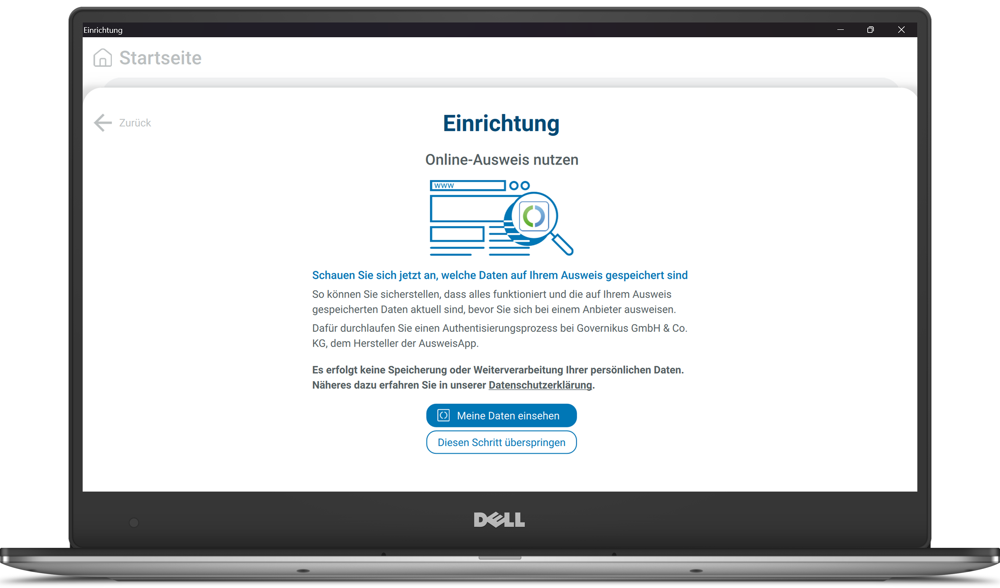 Einrichtung
Startseite
Zurück
Einrichtung
Online-Ausweis nutzen
www
Schauen Sie sich jetzt an, welche Daten auf Ihrem Ausweis gespeichert sind
So können Sie sicherstellen, dass alles funktioniert und die auf Ihrem Ausweis
gespeicherten Daten aktuell sind, bevor Sie sich bei einem Anbieter ausweisen.
Dafür durchlaufen Sie einen Authentisierungsprozess bei Governikus GmbH & Co.
KG, dem Hersteller der AusweisApp.
Es erfolgt keine Speicherung oder Weiterverarbeitung Ihrer persönlichen Daten.
Näheres dazu erfahren Sie in unserer Datenschutzerklärung.
Meine Daten einsehen
Diesen Schritt überspringen
DELL